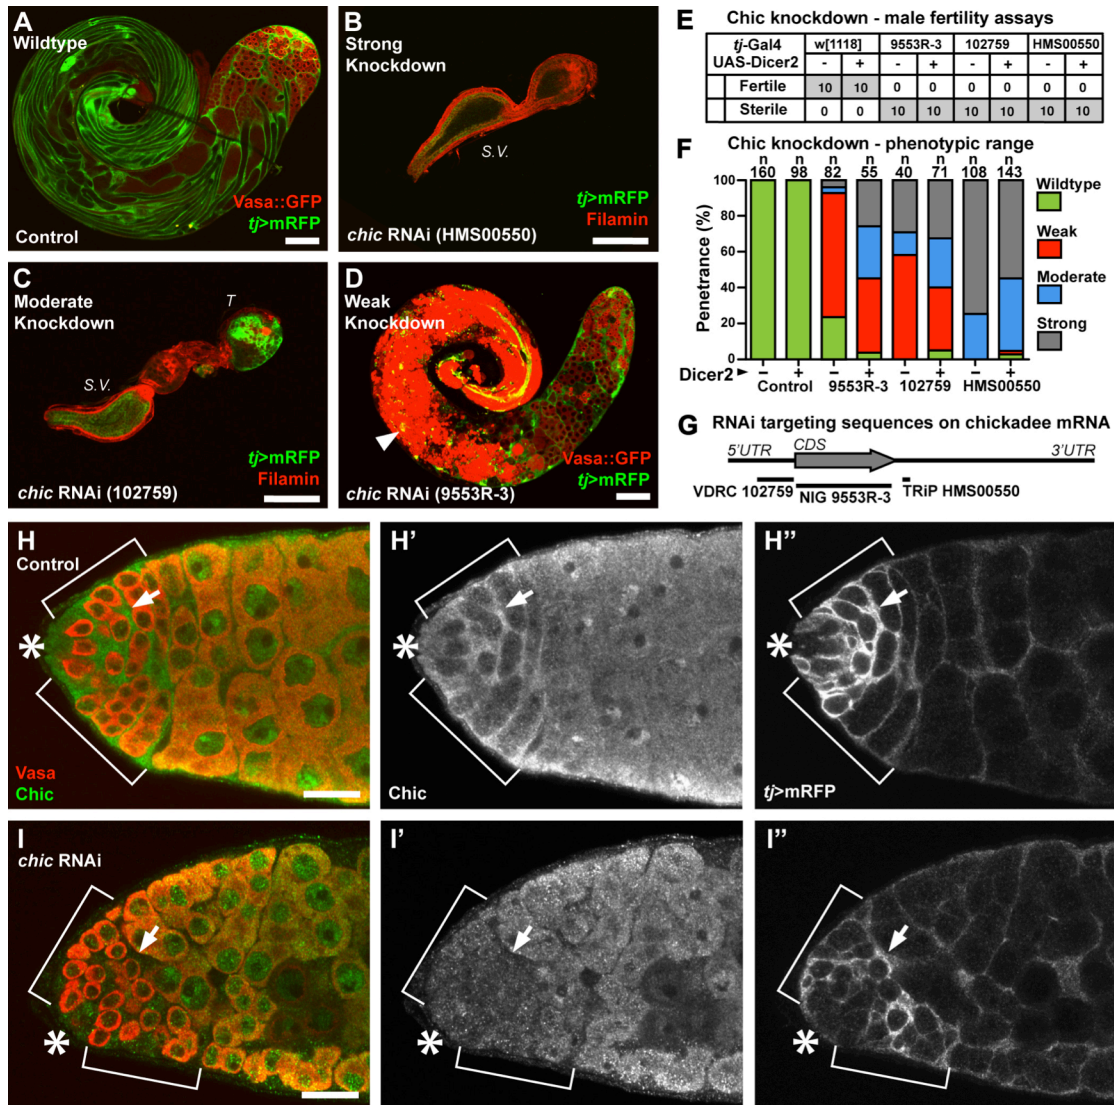 A
Wildtype
Vasa::GFP
tj>mRFP
Control
B
Strong
Knockdown
S.V.
tj>mRFP
Filamin
chic RNAi (HMS00550)
C
Moderate
Knockdown
T
S.V.
tj>mRFP
Filamin
chic RNAi (102759)
D
Weak
Knockdown
Vasa::GFP
tj>mRFP
chic RNAi (9553R-3)
E Chic knockdown - male fertility assays
tj-Gal4 w[1118] 9553R-3 102759 HMS00550
UAS-Dicer2 - + - + - + - +
Fertile 10 10 0 0 0 0 0 0
Sterile 0 0 10 10 10 10 10 10
F Chic knockdown - phenotypic range
n n n n n n n n
160 98 82 55 40 71 108 143
Penetrance (%)
100
80
60
40
20
0
Wildtype
Weak
Moderate
Strong
Dicer2 - + - + - + - +
Control 9553R-3 102759 HMS00550
G RNAi targeting sequences on chickadee mRNA
5'UTR CDS 3'UTR
VDRC 102759 NIG 9553R-3 TRiP HMS00550
H
Control
Vasa
Chic
H'
Chic
H''
tj>mRFP
I
chic RNAi
I'
I''